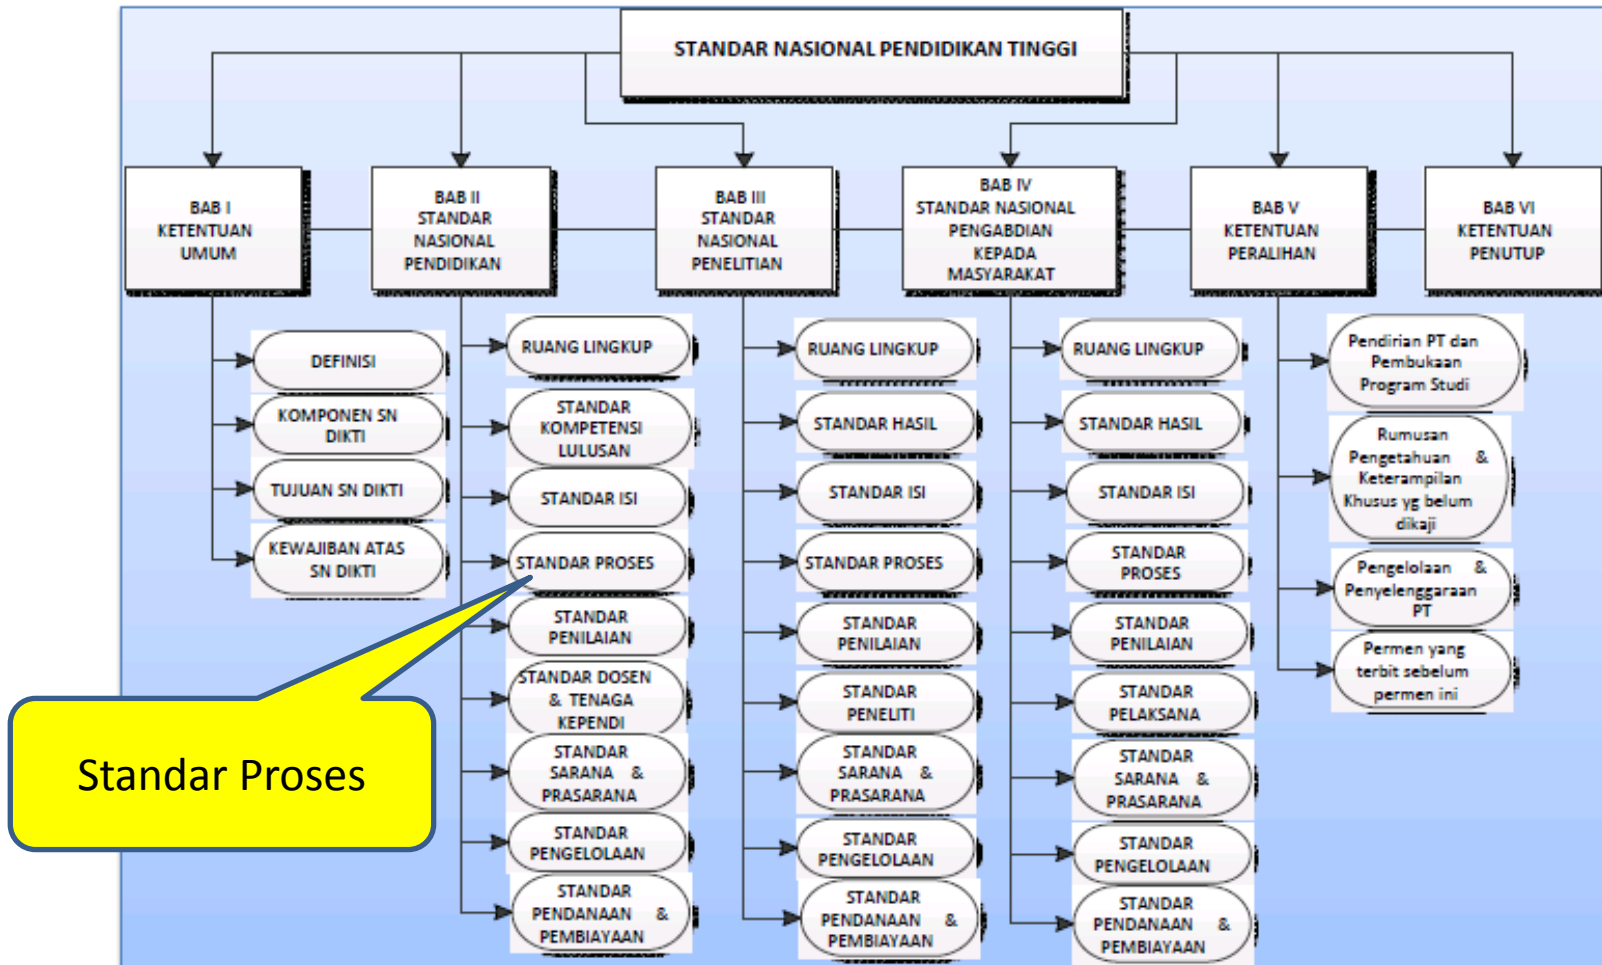 STANDAR NASIONAL PENDIDIKAN TINGGI
BAB I
KETENTUAN
UMUM
BAB II
STANDAR
NASIONAL
PENDIDIKAN
BAB III
STANDAR
NASIONAL
PENELITIAN
BAB IV
STANDAR NASIONAL
PENGABDIAN
KEPADA
MASYARAKAT
BAB V
KETENTUAN
PERALIHAN
BAB VI
KETENTUAN
PENUTUP
DEFINISI
KOMPONEN SN
DIKTI
TUJUAN SN DIKTI
KEWAJIBAN ATAS
SN DIKTI
RUANG LINGKUP
STANDAR
KOMPETENSI
LULUSAN
STANDAR ISI
STANDAR PROSES
STANDAR
PENILAIAN
STANDAR DOSEN
& TENAGA
KEPENDI
STANDAR
SARANA &
PRASARANA
STANDAR
PENGELOLAAN
STANDAR
PENDANAAN &
PEMBIAYAAN
RUANG LINGKUP
STANDAR HASIL
STANDAR ISI
STANDAR PROSES
STANDAR
PENILAIAN
STANDAR
PENELITI
STANDAR
SARANA &
PRASARANA
STANDAR
PENGELOLAAN
STANDAR
PENDANAAN &
PEMBIAYAAN
RUANG LINGKUP
STANDAR HASIL
STANDAR ISI
STANDAR
PROSES
STANDAR
PENILAIAN
STANDAR
PELAKSANA
STANDAR
SARANA &
PRASARANA
STANDAR
PENGELOLAAN
STANDAR
PENDANAAN &
PEMBIAYAAN
Pendirian PT dan
Pembukaan
Program Studi
Rumusan
Pengetahuan &
Keterampilan
Khusus yg belum
dikaji
Pengelolaan &
Penyelenggaraan
PT
Permen yang
terbit sebelum
permen ini
Standar Proses